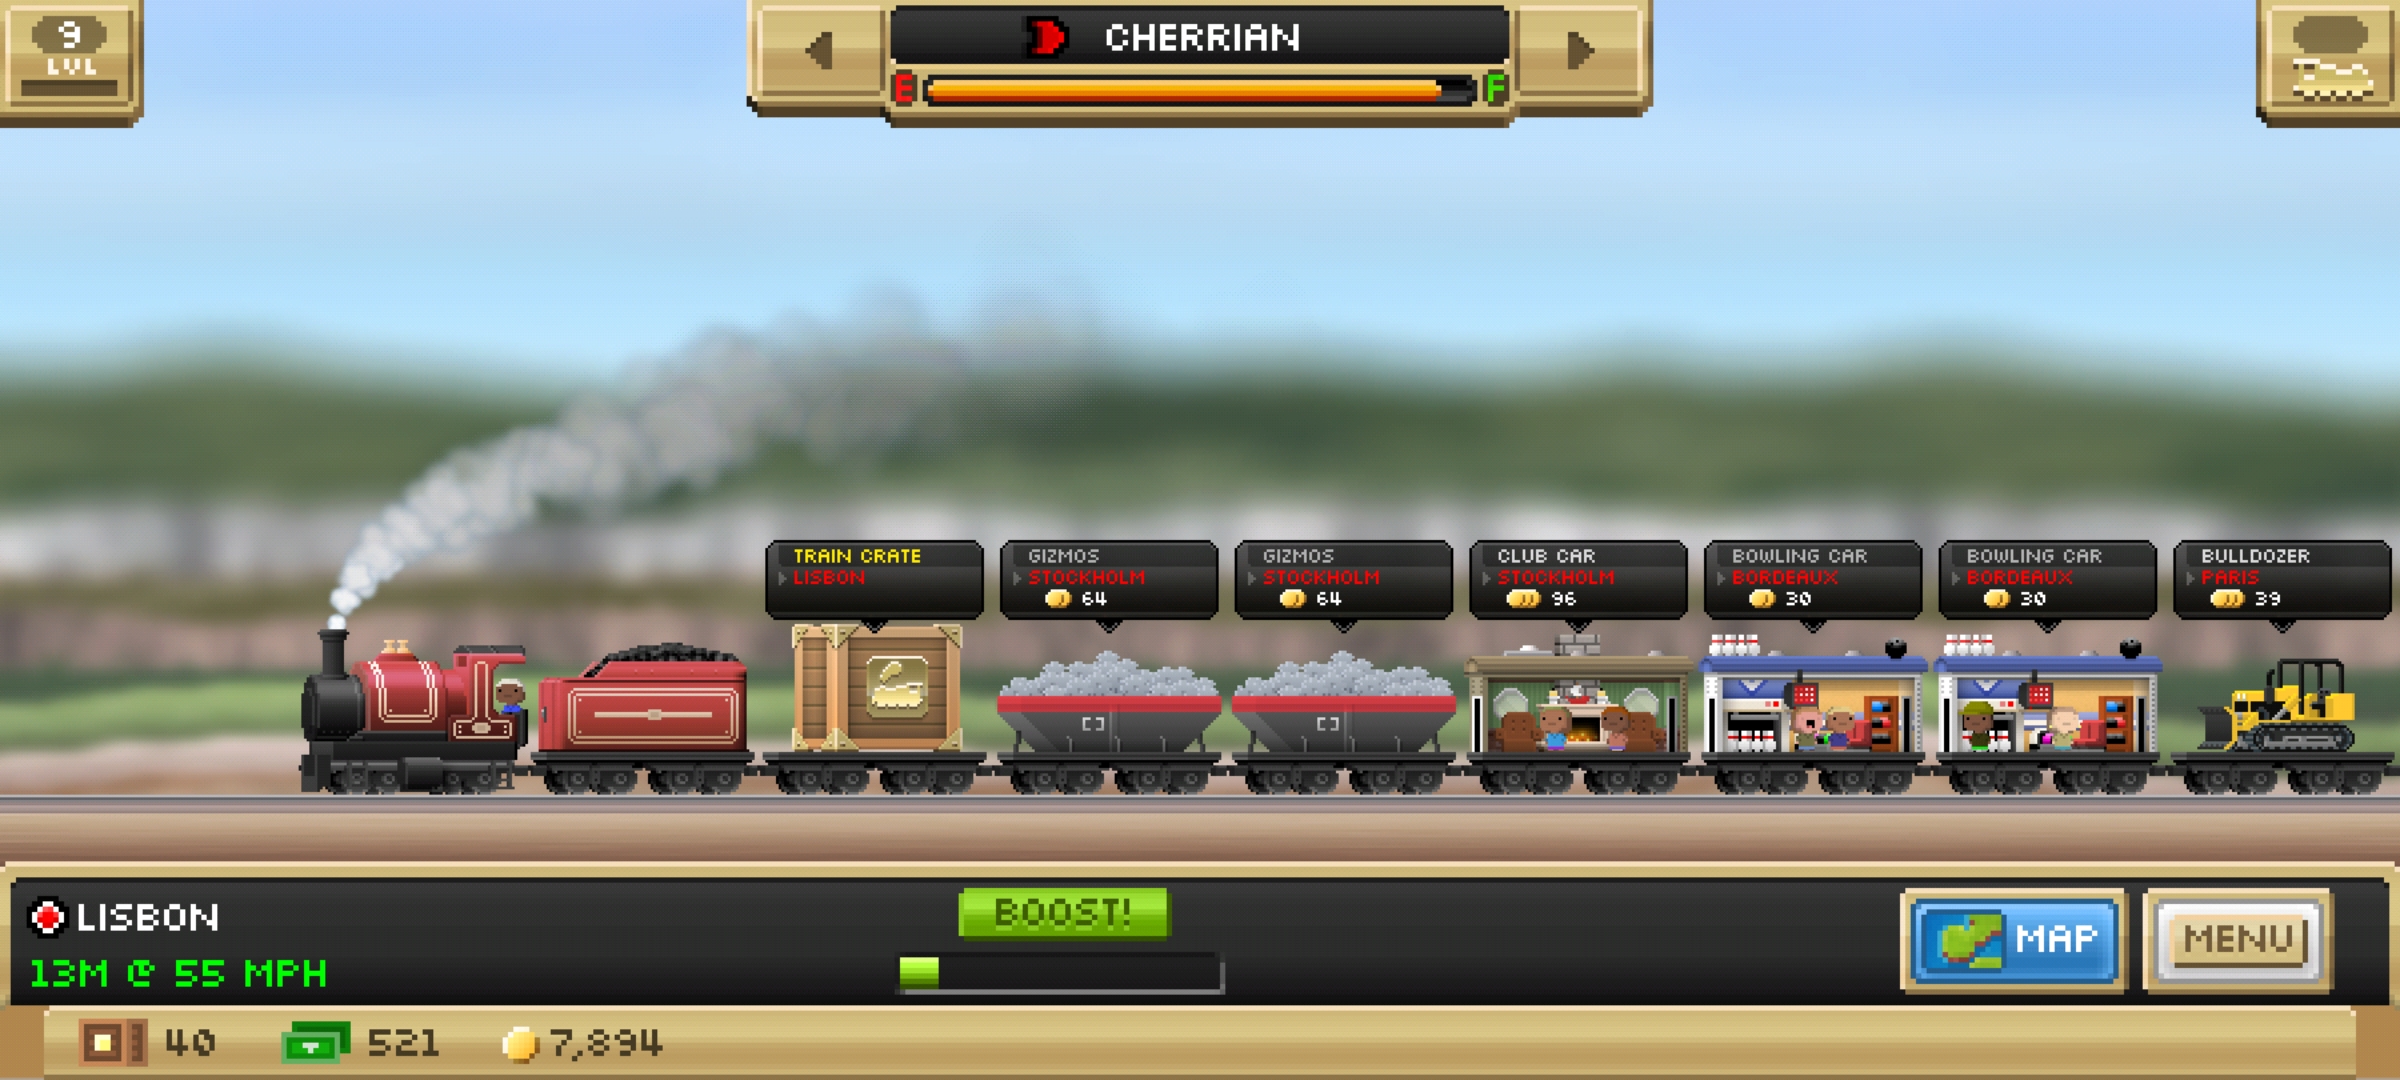 9
LVL
CHERRIAN
E
F
TRAIN CRATE
LISBON
GIZMOS
STOCKHOLM
64
GIZMOS
STOCKHOLM
64
CLUB CAR
STOCKHOLM
96
BOWLING CAR
BORDEAUX
30
BOWLING CAR
BORDEAUX
30
BULLDOZER
PARIS
39
LISBON
13M @ 55 MPH
BOOST!
MAP
MENU
40
521
7,894